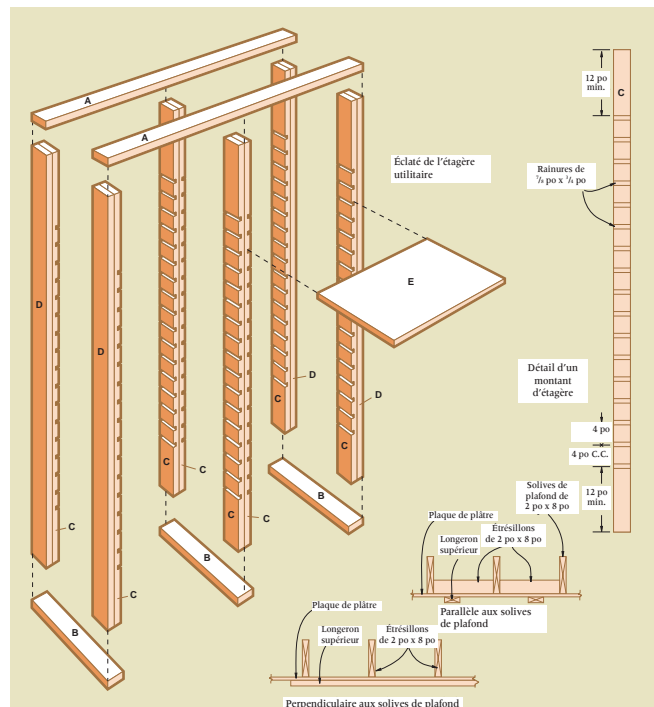 A
A
Éclaté de l'étagère
utilitaire
12 po
min.
C
Rainures de
7/8 po x 3/4 po
D
D
E
Détail d'un
montant
d'étagère
D
C
D
C
4 po
4 po C.C.
12 po
min.
C
C
C
C
B
C
C
B
B
Solives de
plafond de
2 po x 8 po
Plaque de plâtre
Longeron
supérieur
Étrésillons
de 2 po x 8 po
Parallèle aux solives
de plafond
Plaque de plâtre
Longeron
supérieur
Étrésillons
de 2 po x 8 po
Perpendiculaire aux solives de plafond